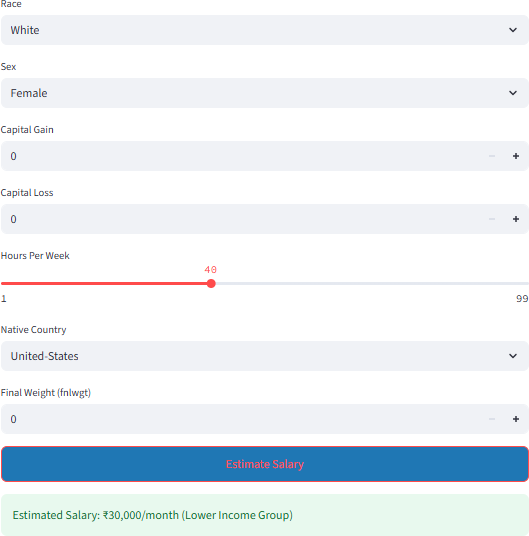 Race
White
Sex
Female
Capital Gain
0
Capital Loss
0
Hours Per Week
40
1
99
Native Country
United-States
Final Weight (fnlwgt)
0
Estimate Salary
Estimated Salary: ₹30,000/month (Lower Income Group)